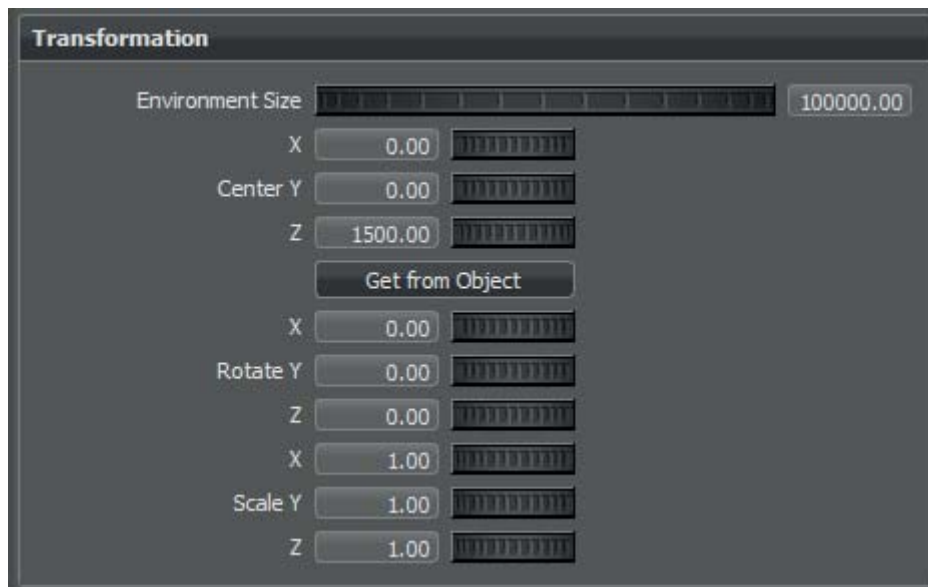 Transformation
Environment Size 100000.00
X 0.00
Center Y 0.00
Z 1500.00
Get from Object
X 0.00
Rotate Y 0.00
Z 0.00
X 1.00
Scale Y 1.00
Z 1.00